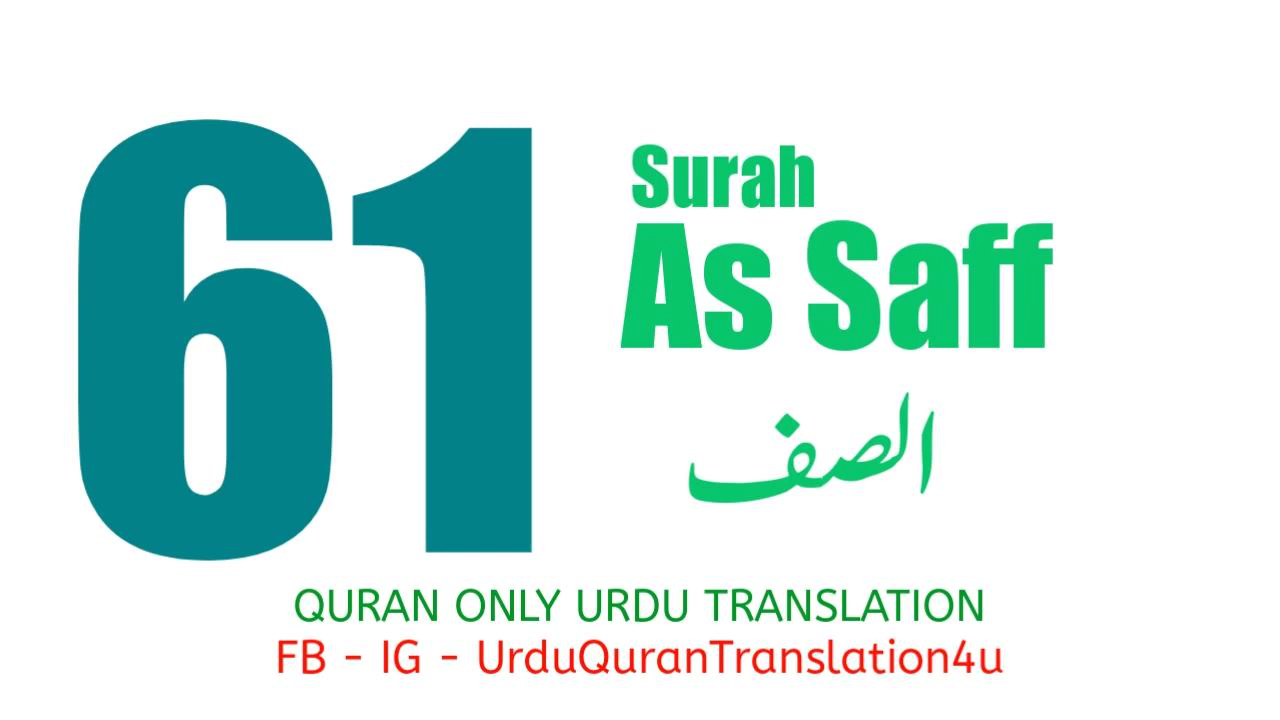 61
Surah
As Saff
الصف
QURAN ONLY URDU TRANSLATION
FB - IG - UrduQuranTranslation4u